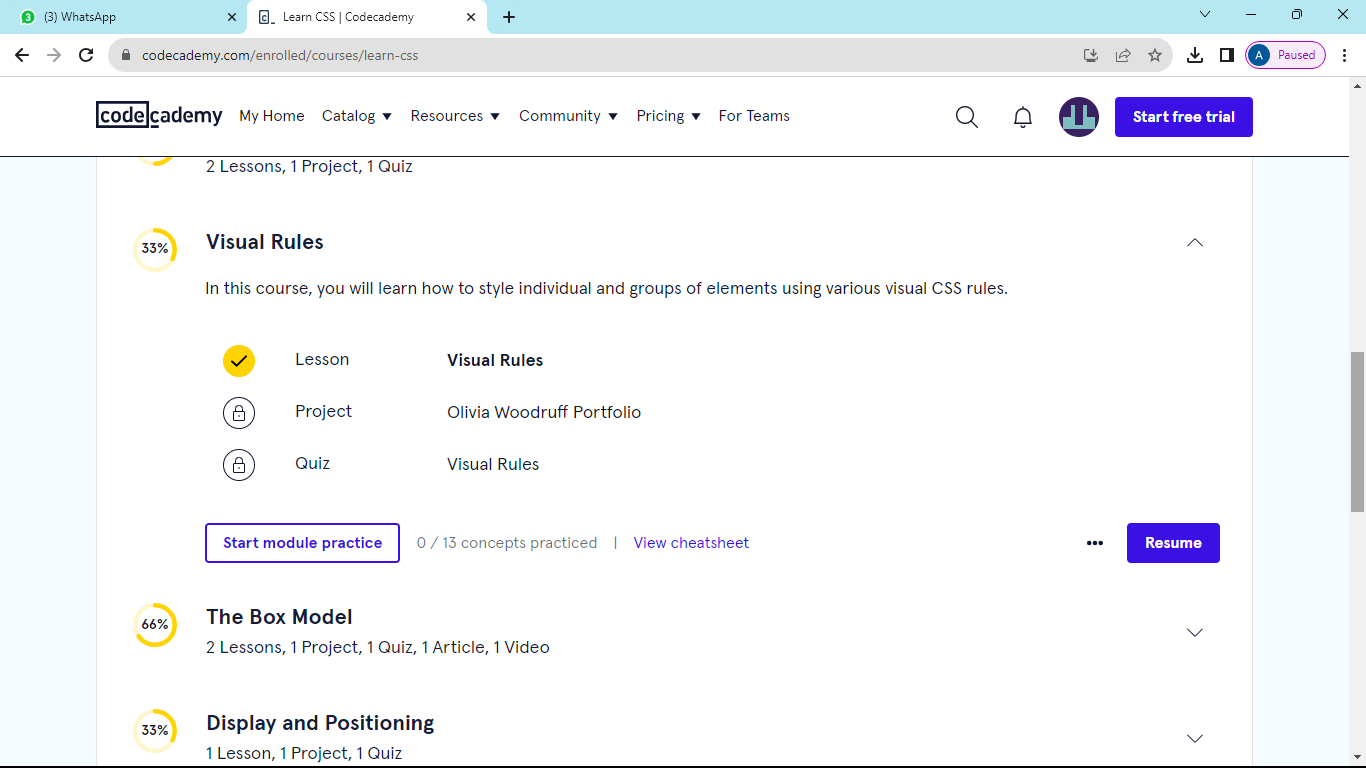 3 (3) WhatsApp
c_ Learn CSS | Codecademy
codecademy.com/enrolled/courses/learn-css
A Paused
codecademy My Home Catalog Resources Community Pricing For Teams Start free trial
2 Lessons, 1 Project, 1 Quiz
33% Visual Rules
In this course, you will learn how to style individual and groups of elements using various visual CSS rules.
Lesson Visual Rules
Project Olivia Woodruff Portfolio
Quiz Visual Rules
Start module practice 0 / 13 concepts practiced | View cheatsheet ••• Resume
66% The Box Model
2 Lessons, 1 Project, 1 Quiz, 1 Article, 1 Video
33% Display and Positioning
1 Lesson, 1 Project, 1 Quiz